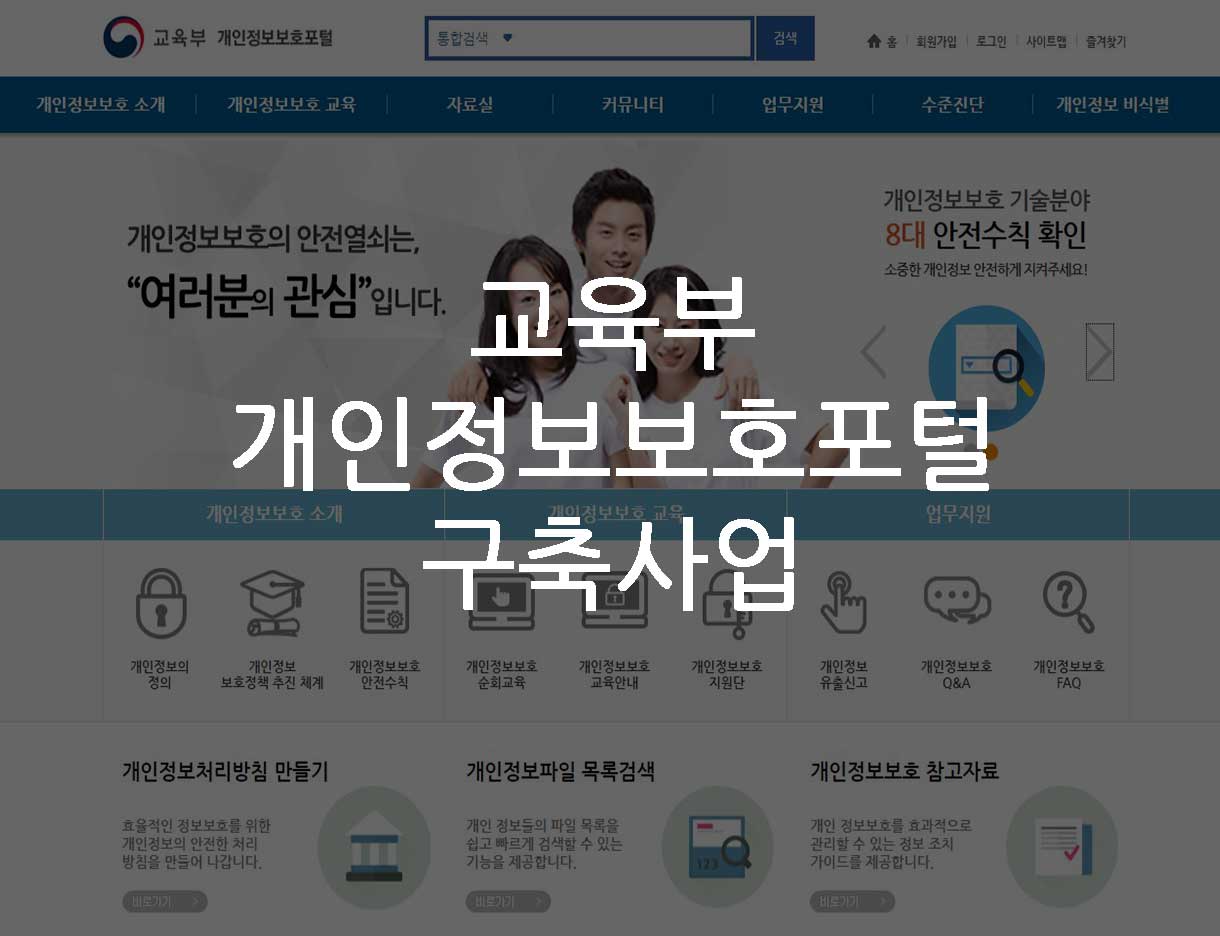 교육부 개인정보보호포털
통합검색
검색
홈 회원가입 로그인 사이트맵 즐겨찾기
개인정보보호 소개 개인정보보호 교육 자료실 커뮤니티 업무지원 수준진단 개인정보 비식별
개인정보보호의 안전열쇠는,
“여러분의 관심”입니다.
개인정보보호 기술분야
8대 안전수칙 확인
소중한 개인정보 안전하게 지켜주세요!
교육부
개인정보보호포털
구축사업
개인정보보호 소개 개인정보보호 교육 업무지원
개인정보의
정의
개인정보
보호정책 추진 체계
개인정보보호
안전수칙
개인정보보호
순회교육
개인정보보호
교육안내
개인정보보호
지원단
개인정보
유출신고
개인정보보호
Q&A
개인정보보호
FAQ
개인정보처리방침 만들기
효율적인 정보보호를 위한
개인정보의 안전한 처리
방침을 만들어 나갑니다.
바로가기 >
개인정보파일 목록검색
개인 정보들의 파일 목록을
쉽고 빠르게 검색할 수 있는
기능을 제공합니다.
123
바로가기 >
개인정보보호 참고자료
개인 정보보호를 효과적으로
관리할 수 있는 정보 조치
가이드를 제공합니다.
바로가기 >